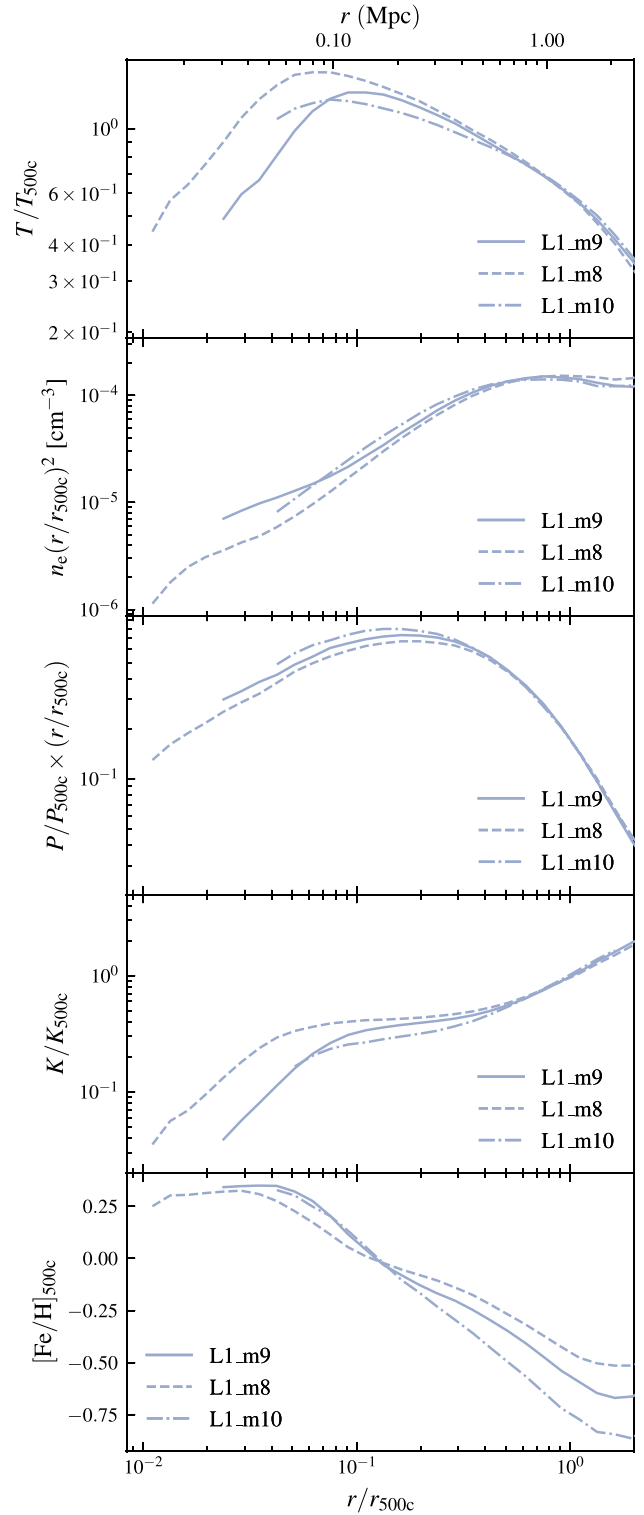 r (Mpc)
0.10 1.00
T/T₅₀₀c
10⁰
6 × 10⁻¹
4 × 10⁻¹
3 × 10⁻¹
2 × 10⁻¹
L1_m9
L1_m8
L1_m10
nₑ(r/r₅₀₀c)² [cm⁻³]
10⁻⁴
10⁻⁵
10⁻⁶
L1_m9
L1_m8
L1_m10
P/P₅₀₀c × (r/r₅₀₀c)
10⁻¹
L1_m9
L1_m8
L1_m10
K/K₅₀₀c
10⁰
10⁻¹
L1_m9
L1_m8
L1_m10
[Fe/H]₅₀₀c
0.25
0.00
−0.25
−0.50
−0.75
L1_m9
L1_m8
L1_m10
10⁻² 10⁻¹ 10⁰
r/r₅₀₀c